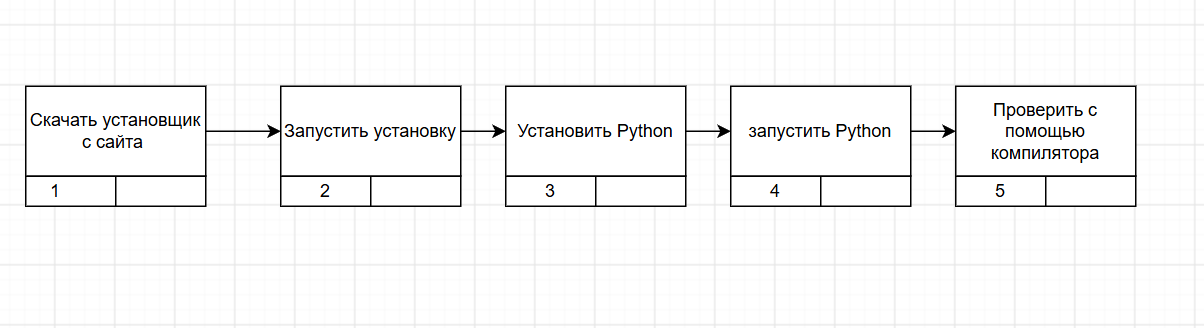 Скачать установщик
с сайта
1
Запустить установку
2
Установить Python
3
запустить Python
4
Проверить с
помощью
компилятора
5